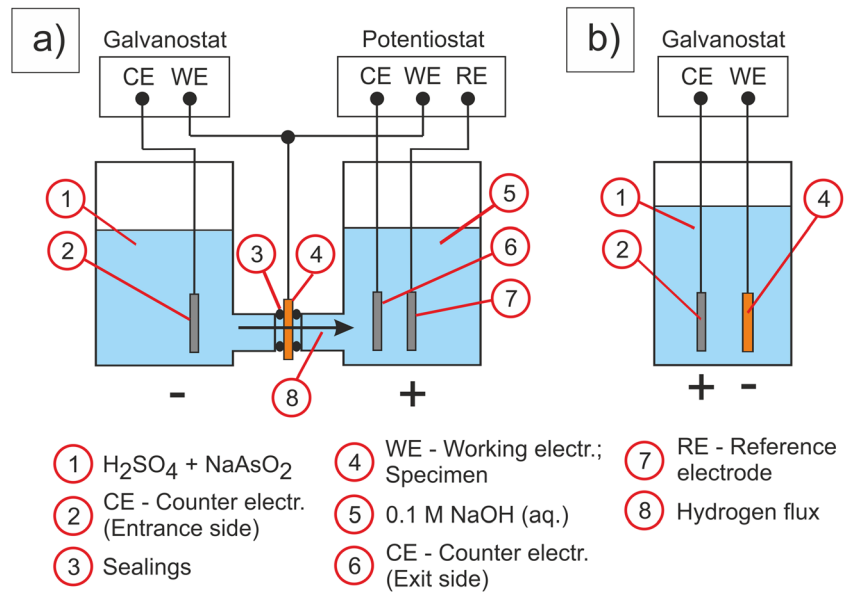 a)
Galvanostat
CE WE
Potentiostat
CE WE RE
b)
Galvanostat
CE WE
1
2
3
4
5
6
7
8
-
+
1
2
4
+ -
1 H₂SO₄ + NaAsO₂
2 CE - Counter electr.
(Entrance side)
3 Sealings
4 WE - Working electr.;
Specimen
5 0.1 M NaOH (aq.)
6 CE - Counter electr.
(Exit side)
7 RE - Reference
electrode
8 Hydrogen flux